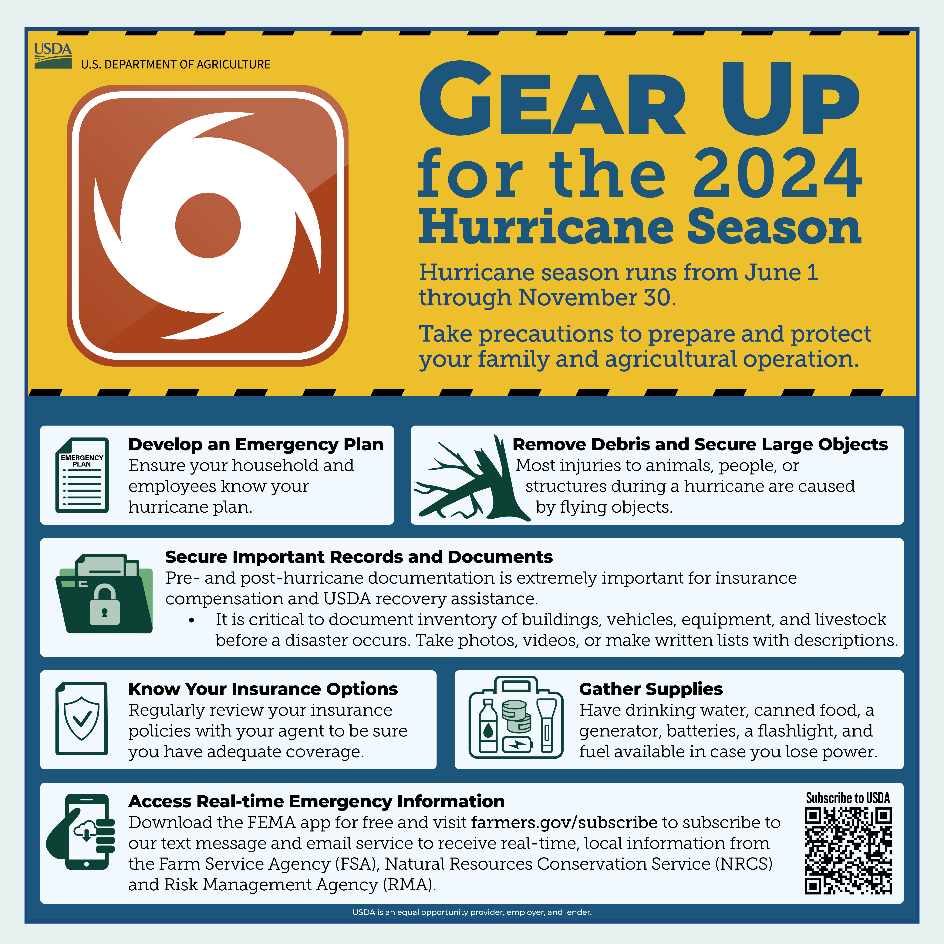 USDA
U.S. DEPARTMENT OF AGRICULTURE
GEAR UP
for the 2024
Hurricane Season
Hurricane season runs from June 1
through November 30.
Take precautions to prepare and protect
your family and agricultural operation.
EMERGENCY
PLAN
Develop an Emergency Plan
Ensure your household and
employees know your
hurricane plan.
Remove Debris and Secure Large Objects
Most injuries to animals, people, or
structures during a hurricane are caused
by flying objects.
Secure Important Records and Documents
Pre- and post-hurricane documentation is extremely important for insurance
compensation and USDA recovery assistance.
• It is critical to document inventory of buildings, vehicles, equipment, and livestock
before a disaster occurs. Take photos, videos, or make written lists with descriptions.
Know Your Insurance Options
Regularly review your insurance
policies with your agent to be sure
you have adequate coverage.
Gather Supplies
Have drinking water, canned food, a
generator, batteries, a flashlight, and
fuel available in case you lose power.
Access Real-time Emergency Information
Download the FEMA app for free and visit farmers.gov/subscribe to subscribe to
our text message and email service to receive real-time, local information from
the Farm Service Agency (FSA), Natural Resources Conservation Service (NRCS)
and Risk Management Agency (RMA).
Subscribe to USDA
USDA is an equal opportunity provider, employer, and lender.